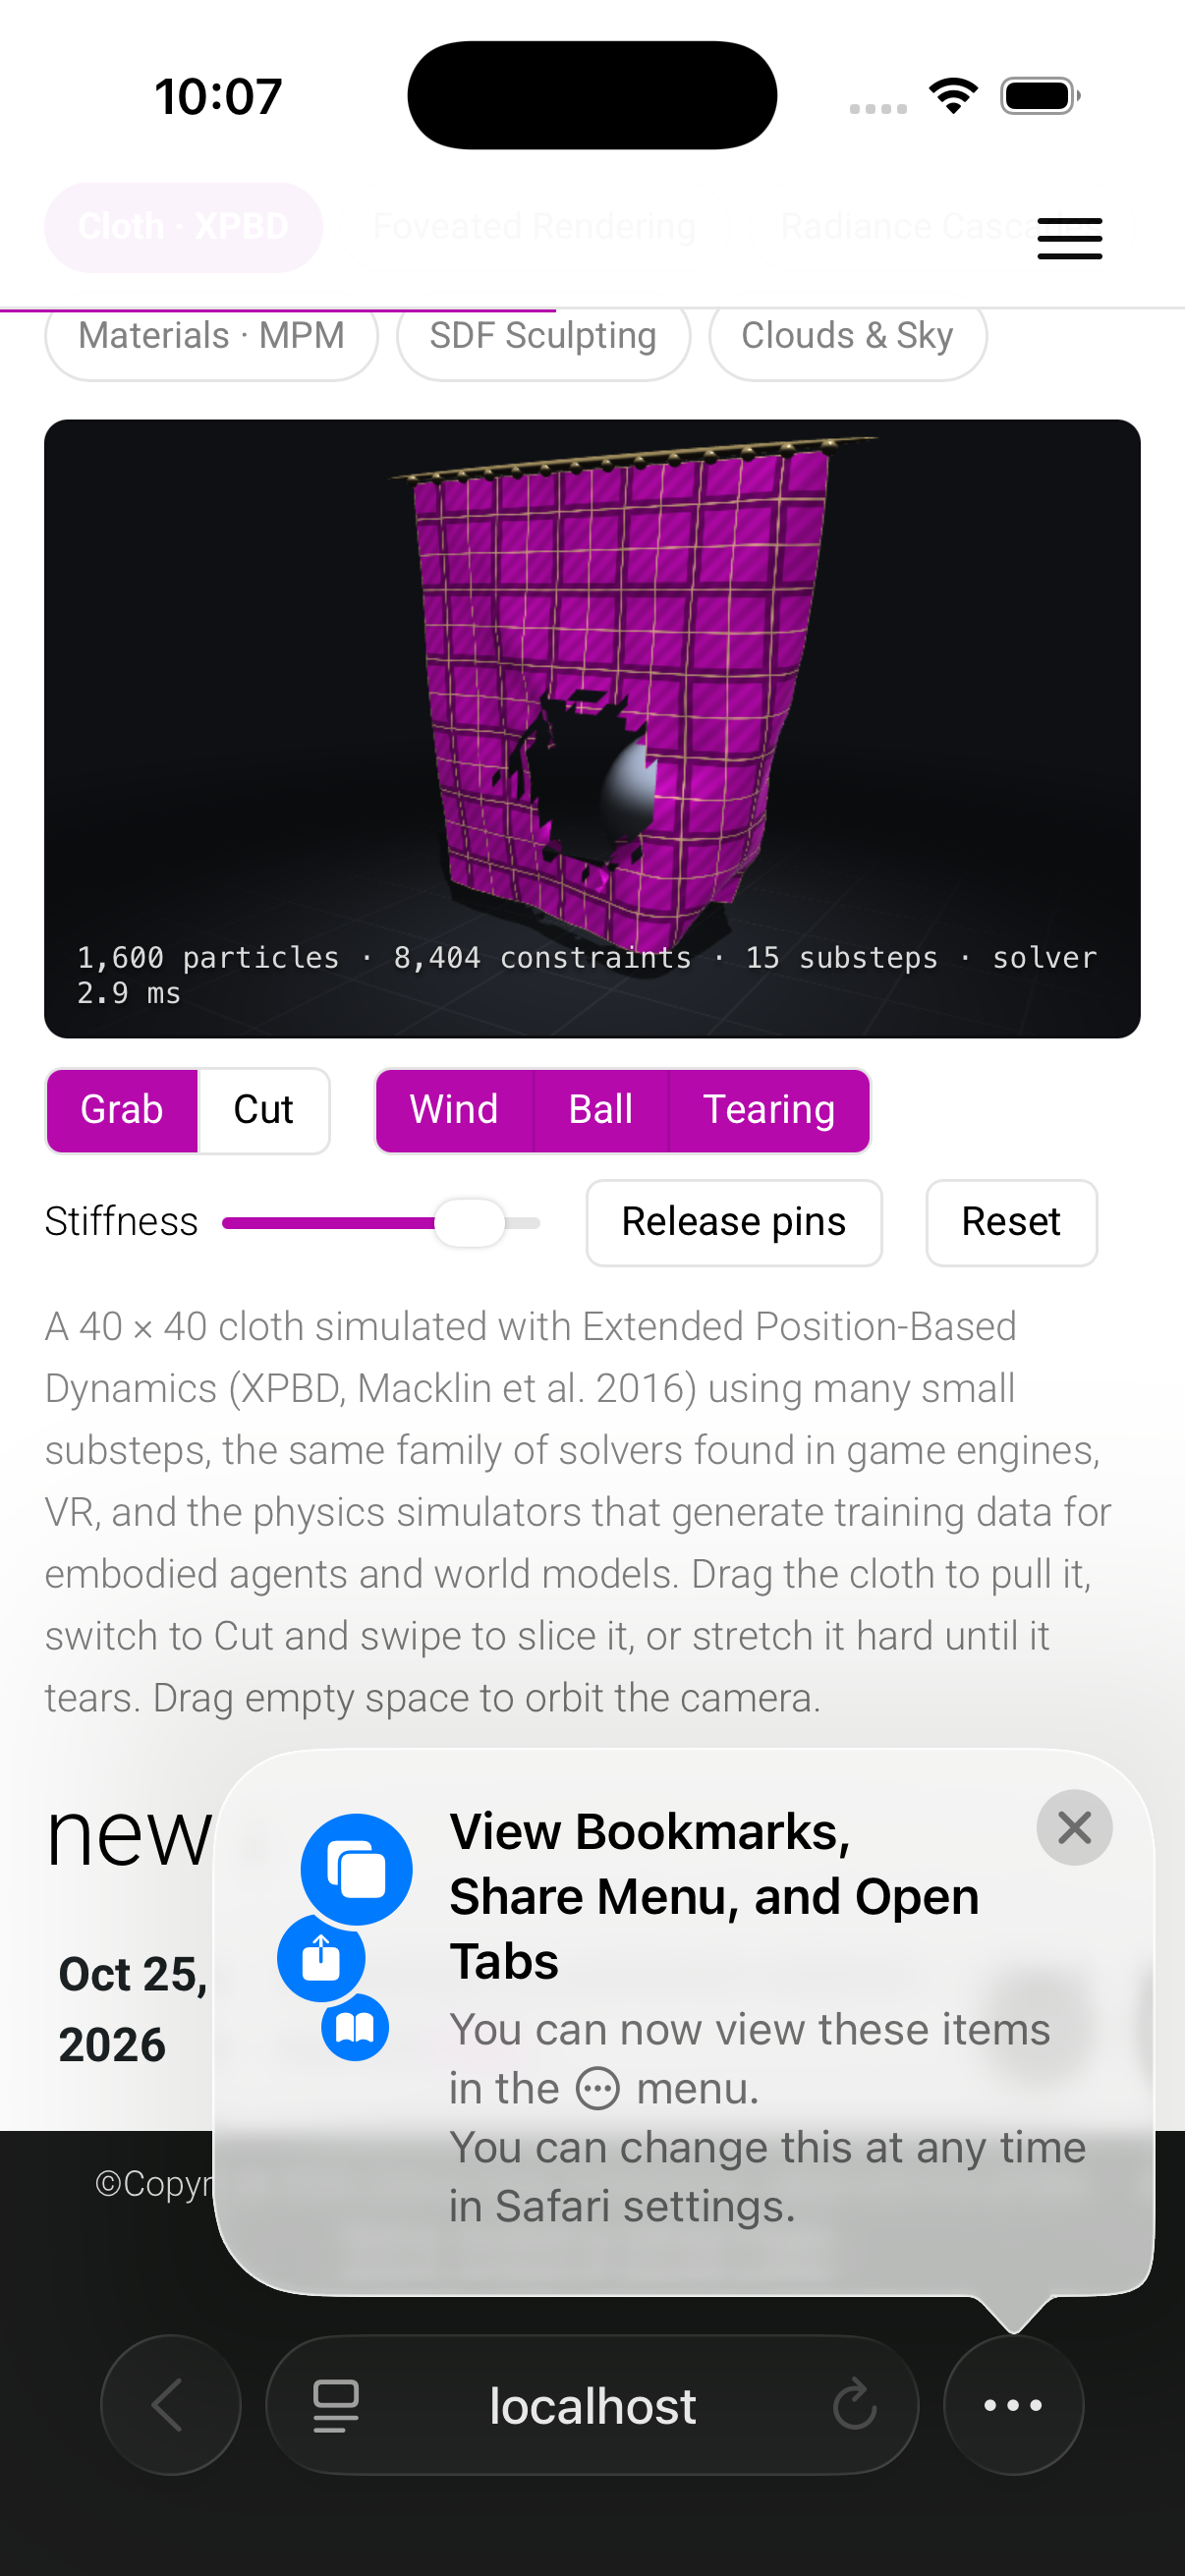 10:07
Cloth · XPBD
Foveated Rendering
Radiance Cascades
Materials · MPM
SDF Sculpting
Clouds & Sky
1,600 particles · 8,404 constraints · 15 substeps · solver
2.9 ms
Grab
Cut
Wind
Ball
Tearing
Stiffness
Release pins
Reset
A 40 × 40 cloth simulated with Extended Position-Based
Dynamics (XPBD, Macklin et al. 2016) using many small
substeps, the same family of solvers found in game engines,
VR, and the physics simulators that generate training data for
embodied agents and world models. Drag the cloth to pull it,
switch to Cut and swipe to slice it, or stretch it hard until it
tears. Drag empty space to orbit the camera.
new
Oct 25,
2026
View Bookmarks,
Share Menu, and Open
Tabs
You can now view these items
in the ··· menu.
You can change this at any time
in Safari settings.
©Copyr
localhost